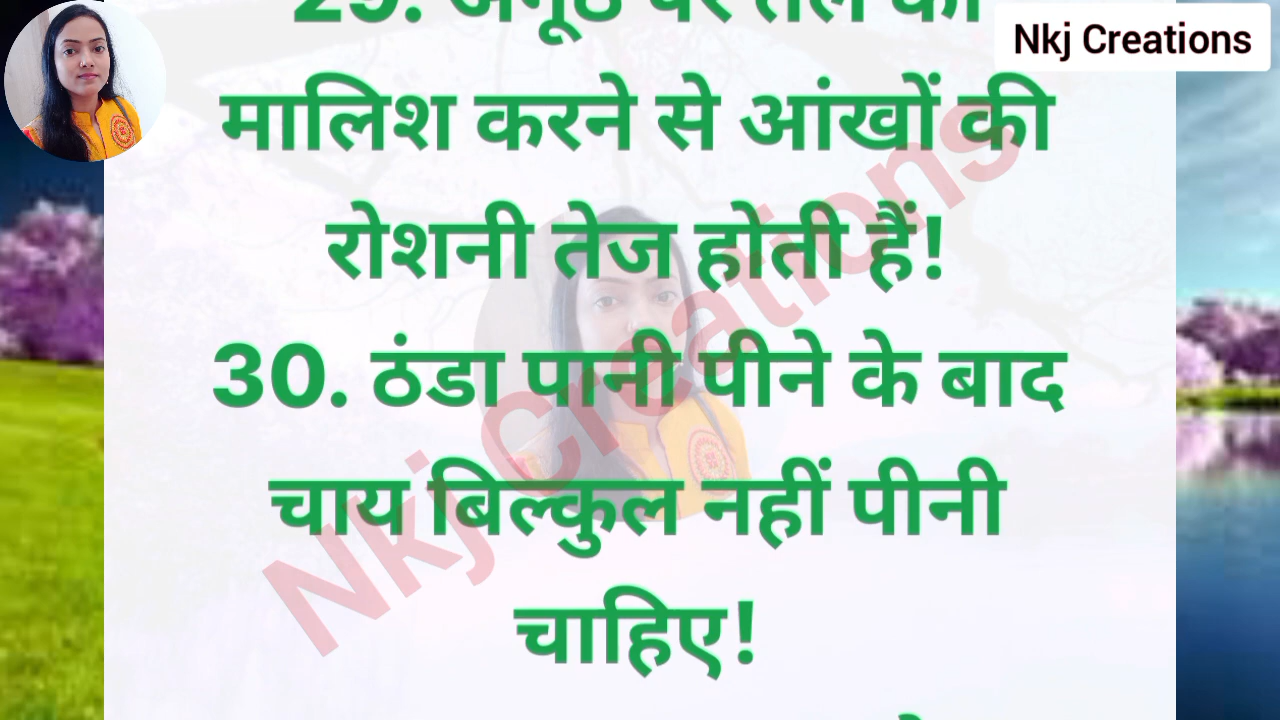 Nkj Creations
29. अंगूठे पर तेल की
मालिश करने से आंखों की
रोशनी तेज होती हैं!
30. ठंडा पानी पीने के बाद
चाय बिल्कुल नहीं पीनी
चाहिए!
Nkj Creations